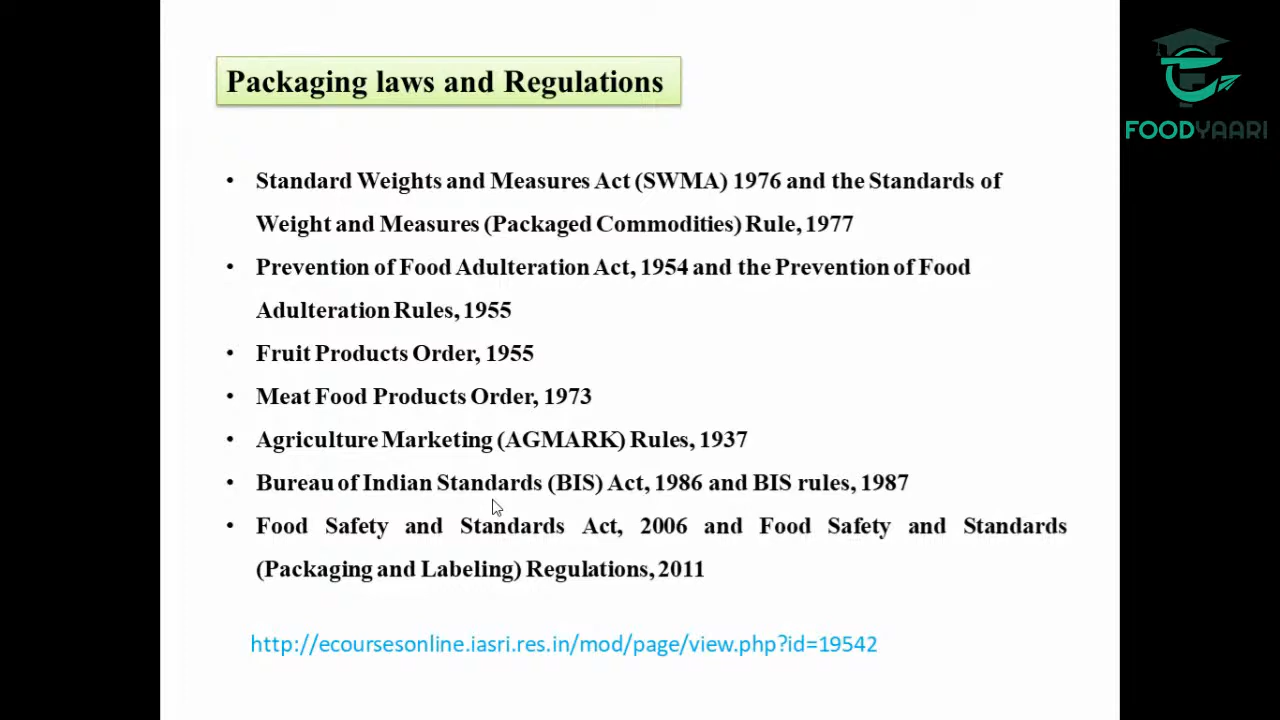 Packaging laws and Regulations
FOODYAARI
• Standard Weights and Measures Act (SWMA) 1976 and the Standards of
Weight and Measures (Packaged Commodities) Rule, 1977
• Prevention of Food Adulteration Act, 1954 and the Prevention of Food
Adulteration Rules, 1955
• Fruit Products Order, 1955
• Meat Food Products Order, 1973
• Agriculture Marketing (AGMARK) Rules, 1937
• Bureau of Indian Standards (BIS) Act, 1986 and BIS rules, 1987
• Food Safety and Standards Act, 2006 and Food Safety and Standards
(Packaging and Labeling) Regulations, 2011
http://ecoursesonline.iasri.res.in/mod/page/view.php?id=19542